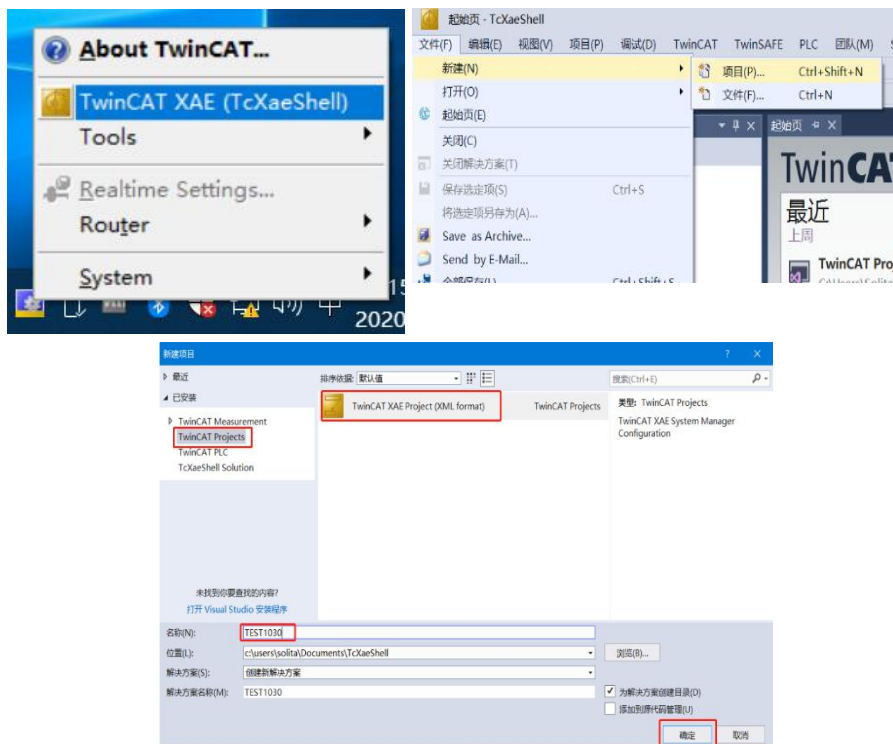 About TwinCAT...
TwinCAT XAE (TcXaeShell)
Tools
Realtime Settings...
Router
System
中
2020
起始页 - TcXaeShell
文件(F) 编辑(E) 视图(V) 项目(P) 调试(D) TwinCAT TwinSAFE PLC 团队(M)
新建(N)
项目(P)... Ctrl+Shift+N
打开(O)
文件(F)... Ctrl+N
起始页(E)
起始页
关闭(C)
关闭解决方案(T)
保存选定项(S) Ctrl+S
将选定项另存为(A)...
Save as Archive...
Send by E-Mail...
全部保存(L) Ctrl+Shift+S
TwinCA
最近
上周
TwinCAT Pro
新建项目
最近
排序依据: 默认值
搜索(Ctrl+E)
已安装
TwinCAT Measurement
TwinCAT Projects
TwinCAT PLC
TcXaeShell Solution
TwinCAT XAE Project (XML format) TwinCAT Projects
类型: TwinCAT Projects
TwinCAT XAE System Manager
Configuration
未找到你要查找的内容?
打开 Visual Studio 安装程序
名称(N): TEST1030
位置(L): c:\users\solita\Documents\TcXaeShell 浏览(B)...
解决方案(S): 创建新解决方案
解决方案名称(M): TEST1030
为解决方案创建目录(D)
添加到源代码管理(U)
确定 取消